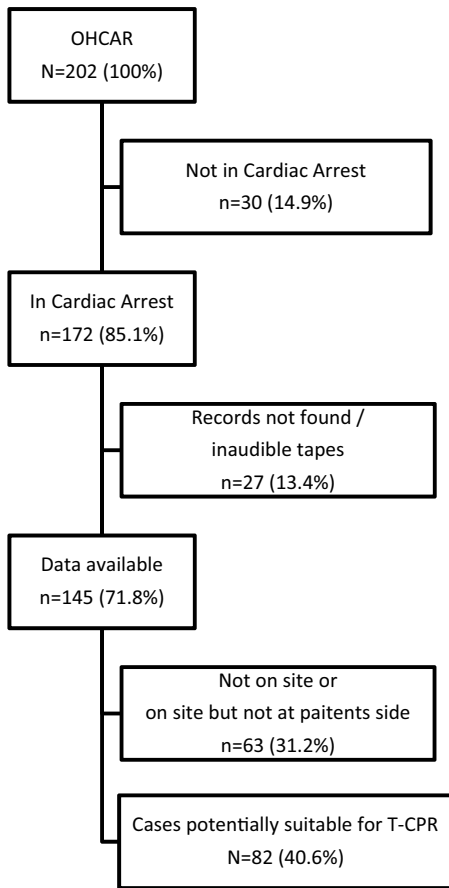 OHCAR
N=202 (100%)
Not in Cardiac Arrest
n=30 (14.9%)
In Cardiac Arrest
n=172 (85.1%)
Records not found /
inaudible tapes
n=27 (13.4%)
Data available
n=145 (71.8%)
Not on site or
on site but not at paitents side
n=63 (31.2%)
Cases potentially suitable for T-CPR
N=82 (40.6%)